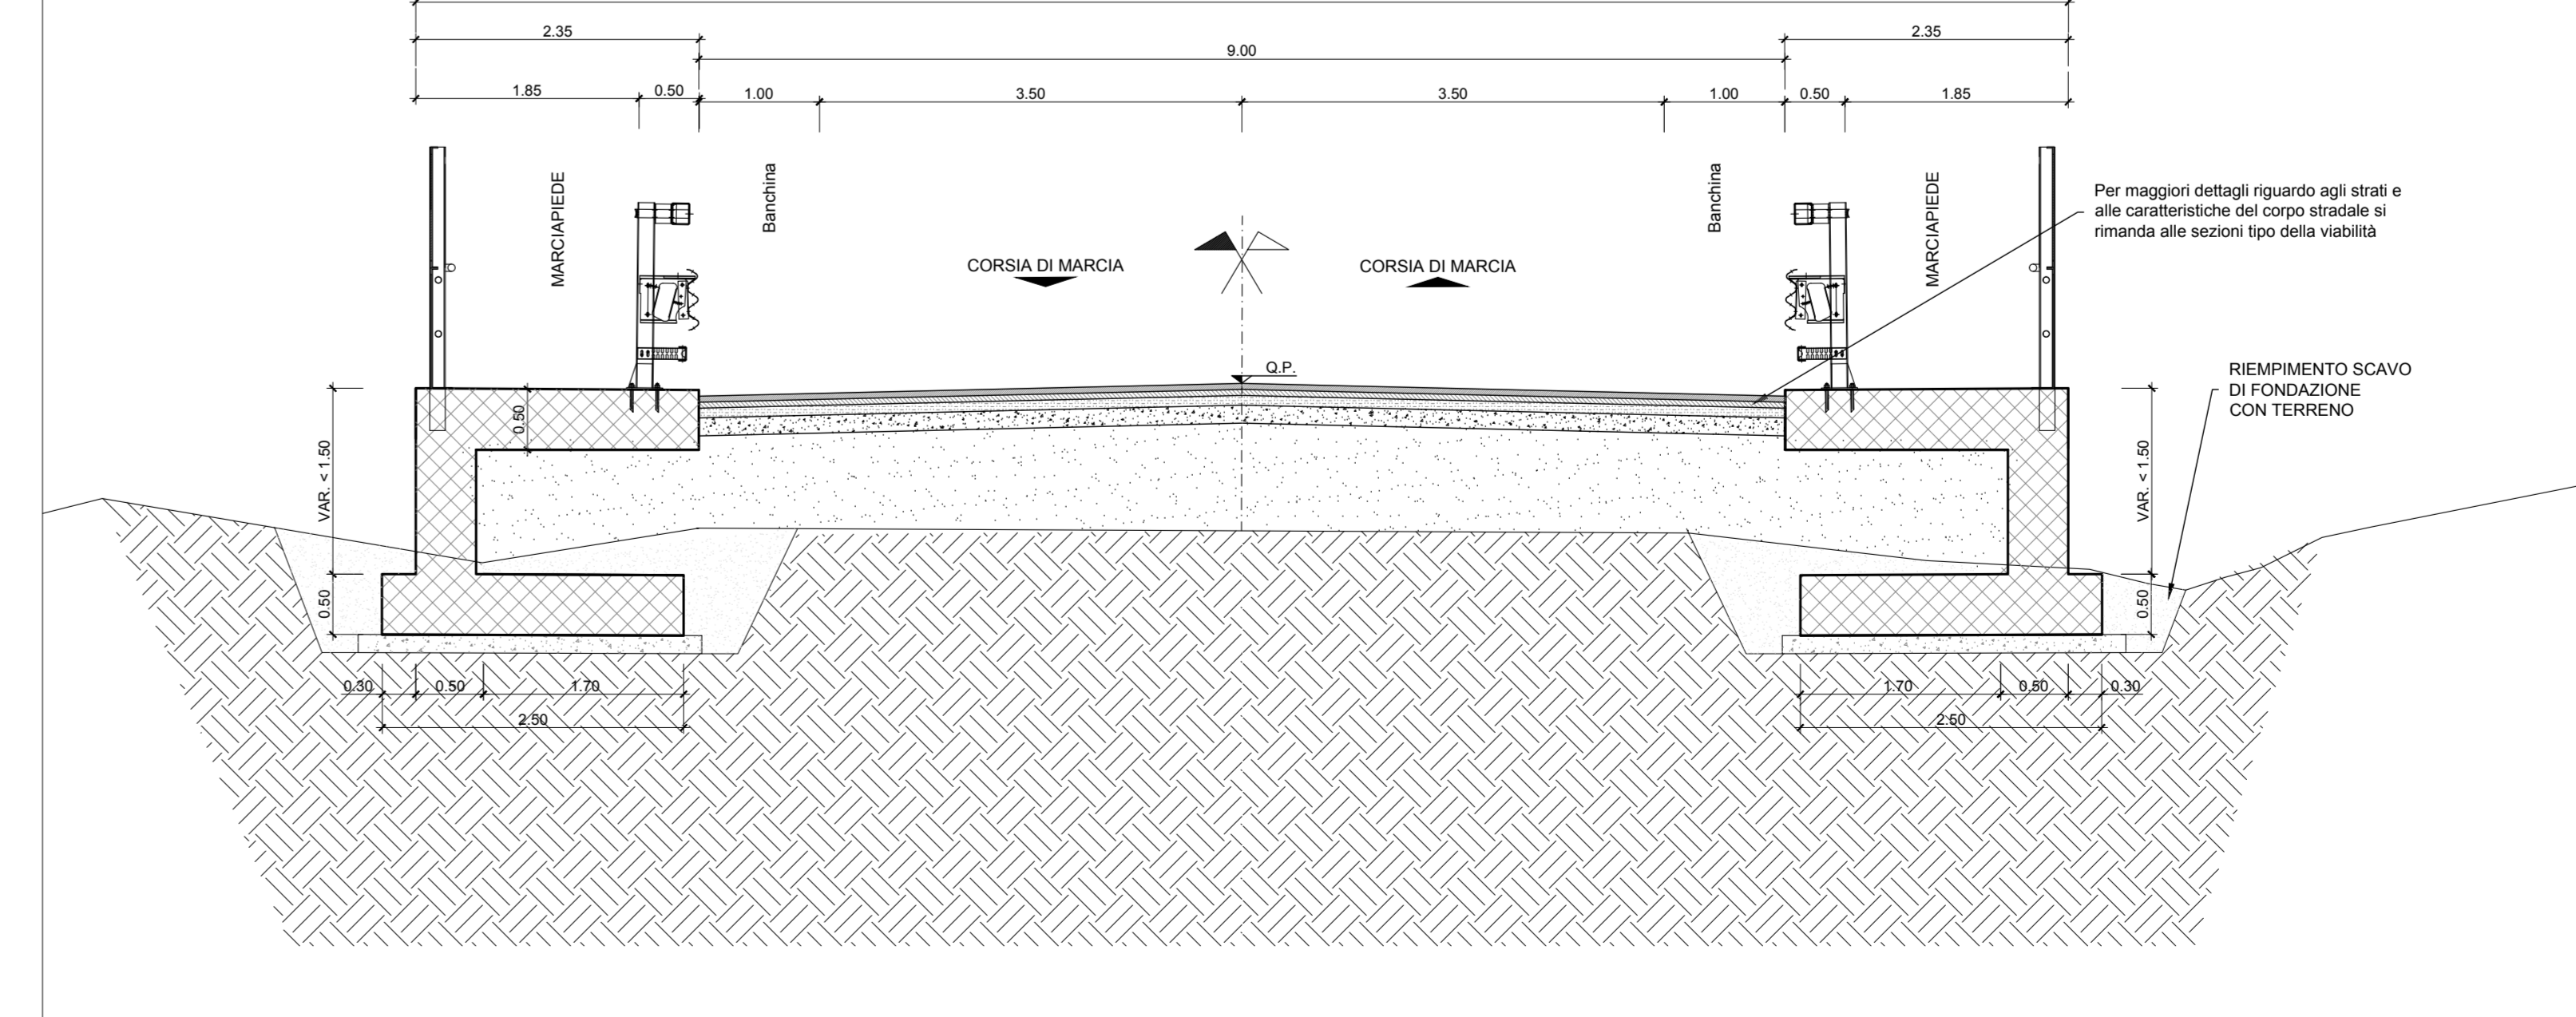 2.35
2.35
9.00
1.85
0.50
1.00
3.50
3.50
1.00
0.50
1.85
MARCIAPIEDE
Banchina
CORSIA DI MARCIA
CORSIA DI MARCIA
Banchina
MARCIAPIEDE
Per maggiori dettagli riguardo agli strati e
alle caratteristiche del corpo stradale si
rimanda alle sezioni tipo della viabilità
Q.P.
RIEMPIMENTO SCAVO
DI FONDAZIONE
CON TERRENO
0.50
VAR. < 1.50
VAR. < 1.50
0.50
0.50
0.30
0.50
1.70
1.70
0.50
0.30
2.50
2.50